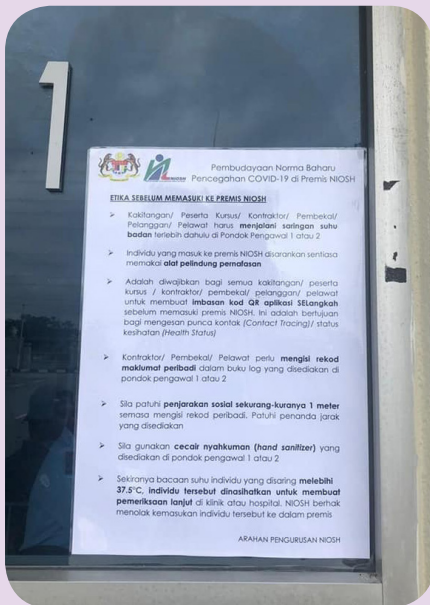 1
Pembudayaan Norma Baharu
Pencegahan COVID-19 di Premis NIOSH
ETIKA SEBELUM MEMASUKI KE PREMIS NIOSH
➢ Kakitangan/ Peserta Kursus/ Kontraktor/ Pembekal/
Pelanggan/ Pelawat harus menjalani saringan suhu
badan terlebih dahulu di Pondok Pengawal 1 atau 2
➢ Individu yang masuk ke premis NIOSH disarankan sentiasa
memakai alat pelindung pernafasan
➢ Adalah diwajibkan bagi semua kakitangan/ peserta
kursus / kontraktor/ pembekal/ pelanggan/ pelawat
untuk membuat imbasan kod QR aplikasi SELangkah
sebelum memasuki premis NIOSH. Ini adalah bertujuan
bagi mengesan punca kontak (Contact Tracing)/ status
kesihatan (Health Status)
➢ Kontraktor/ Pembekal/ Pelawat perlu mengisi rekod
maklumat peribadi dalam buku log yang disediakan di
pondok pengawal 1 atau 2
➢ Sila patuhi penjarakan sosial sekurang-kuranya 1 meter
semasa mengisi rekod peribadi. Patuhi penanda jarak
yang disediakan
➢ Sila gunakan cecair nyahkuman (hand sanitizer) yang
disediakan di pondok pengawal 1 atau 2
➢ Sekiranya bacaan suhu individu yang disaring melebihi
37.5°C, individu tersebut dinasihatkan untuk membuat
pemeriksaan lanjut di klinik atau hospital. NIOSH berhak
menolak kemasukan individu tersebut ke dalam premis
ARAHAN PENGURUSAN NIOSH